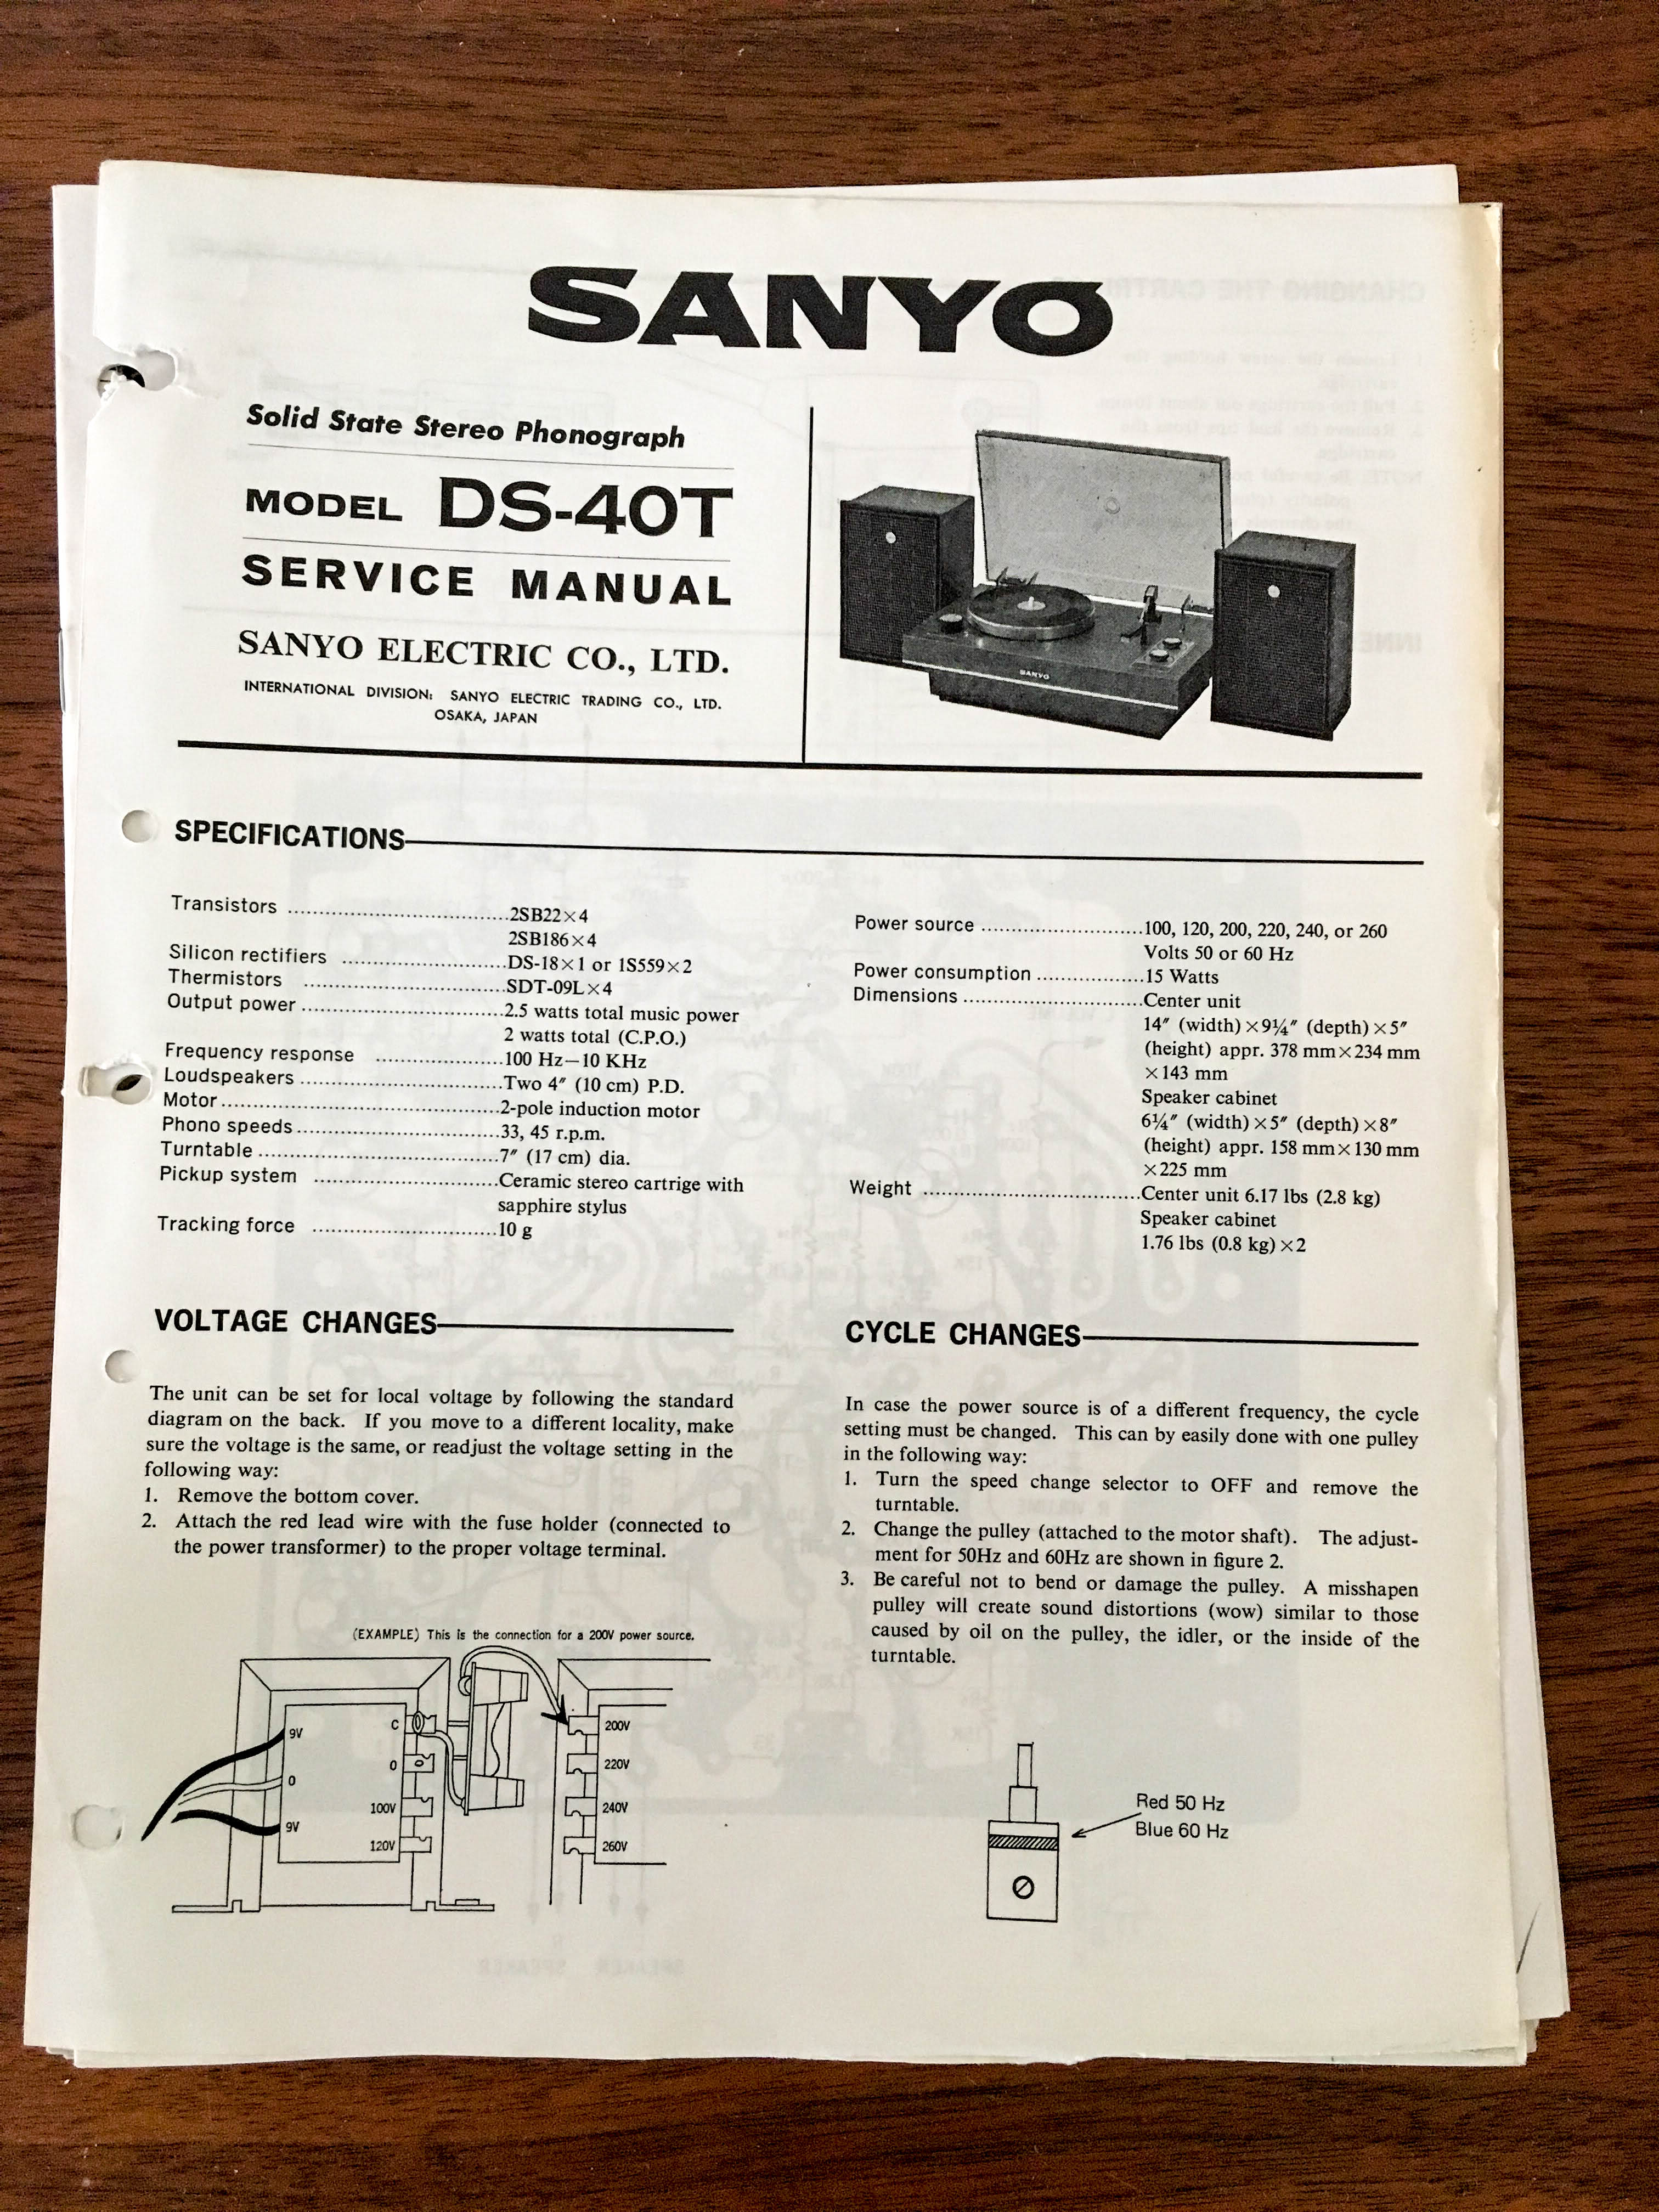 SANYO
Solid State Stereo Phonograph
MODEL DS-40T
SERVICE MANUAL
SANYO ELECTRIC CO., LTD.
INTERNATIONAL DIVISION: SANYO ELECTRIC TRADING CO., LTD.
OSAKA, JAPAN
SANYO
SPECIFICATIONS
Transistors ....................................2SB22×4
2SB186×4
Silicon rectifiers ...........................DS-18×1 or 1S559×2
Thermistors .................................SDT-09L×4
Output power .................................2.5 watts total music power
2 watts total (C.P.O.)
Frequency response .....................100 Hz—10 KHz
Loudspeakers .................................Two 4″ (10 cm) P.D.
Motor..............................................2-pole induction motor
Phono speeds.................................33, 45 r.p.m.
Turntable .......................................7″ (17 cm) dia.
Pickup system ..............................Ceramic stereo cartrige with
sapphire stylus
Tracking force ..............................10 g
Power source ...........................100, 120, 200, 220, 240, or 260
Volts 50 or 60 Hz
Power consumption ..................15 Watts
Dimensions ..............................Center unit
14″ (width)×9¼″ (depth)×5″
(height) appr. 378 mm×234 mm
×143 mm
Speaker cabinet
6¼″ (width)×5″ (depth)×8″
(height) appr. 158 mm×130 mm
×225 mm
Weight ....................................Center unit 6.17 lbs (2.8 kg)
Speaker cabinet
1.76 lbs (0.8 kg)×2
VOLTAGE CHANGES
The unit can be set for local voltage by following the standard
diagram on the back. If you move to a different locality, make
sure the voltage is the same, or readjust the voltage setting in the
following way:
1. Remove the bottom cover.
2. Attach the red lead wire with the fuse holder (connected to
the power transformer) to the proper voltage terminal.
(EXAMPLE) This is the connection for a 200V power source.
9V
0
9V
C
0
100V
120V
200V
220V
240V
260V
CYCLE CHANGES
In case the power source is of a different frequency, the cycle
setting must be changed. This can by easily done with one pulley
in the following way:
1. Turn the speed change selector to OFF and remove the
turntable.
2. Change the pulley (attached to the motor shaft). The adjust-
ment for 50Hz and 60Hz are shown in figure 2.
3. Be careful not to bend or damage the pulley. A misshapen
pulley will create sound distortions (wow) similar to those
caused by oil on the pulley, the idler, or the inside of the
turntable.
Red 50 Hz
Blue 60 Hz